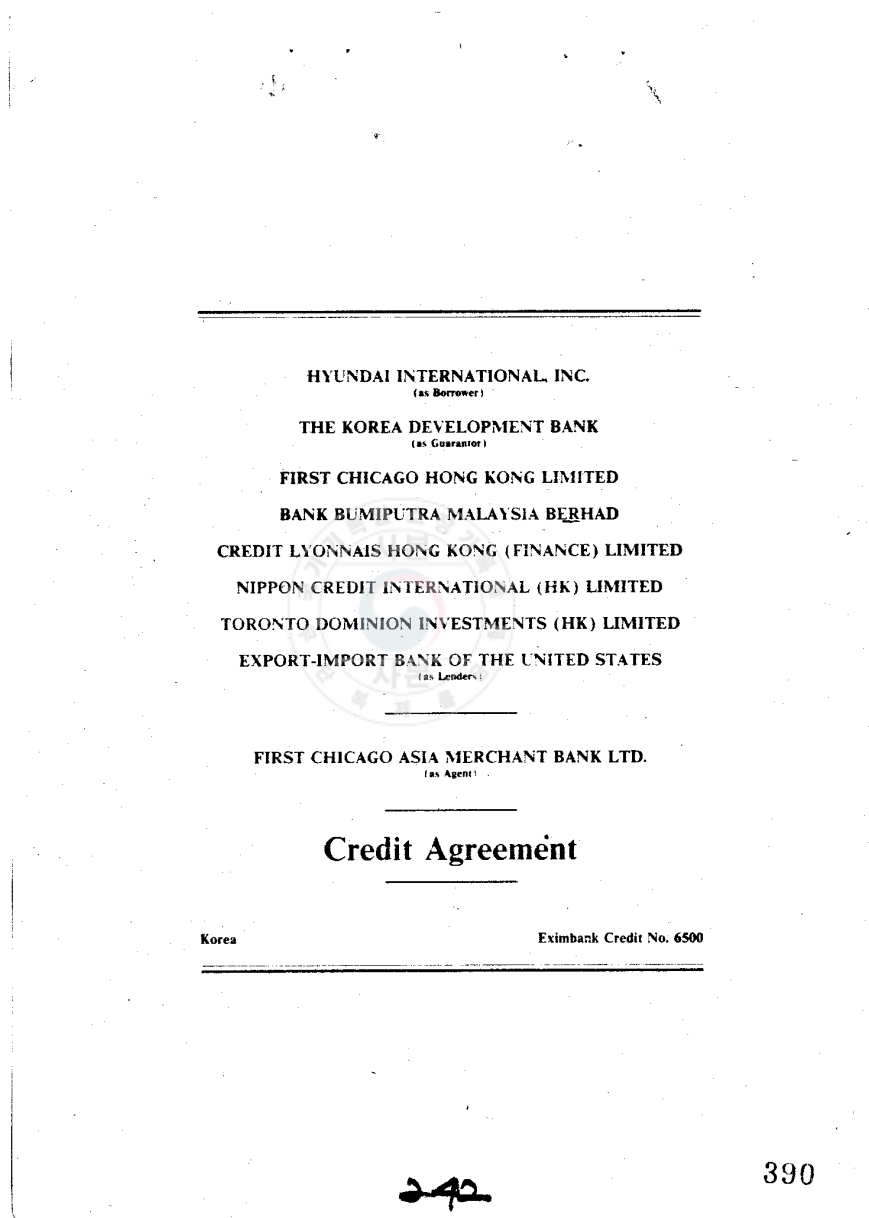 HYUNDAI INTERNATIONAL, INC.
(as Borrower)
THE KOREA DEVELOPMENT BANK
(as Guarantor)
FIRST CHICAGO HONG KONG LIMITED
BANK BUMIPUTRA MALAYSIA BERHAD
CREDIT LYONNAIS HONG KONG (FINANCE) LIMITED
NIPPON CREDIT INTERNATIONAL (HK) LIMITED
TORONTO DOMINION INVESTMENTS (HK) LIMITED
EXPORT-IMPORT BANK OF THE UNITED STATES
(as Lenders)
FIRST CHICAGO ASIA MERCHANT BANK LTD.
(as Agent)
Credit Agreement
Korea Eximbank Credit No. 6500
242
390